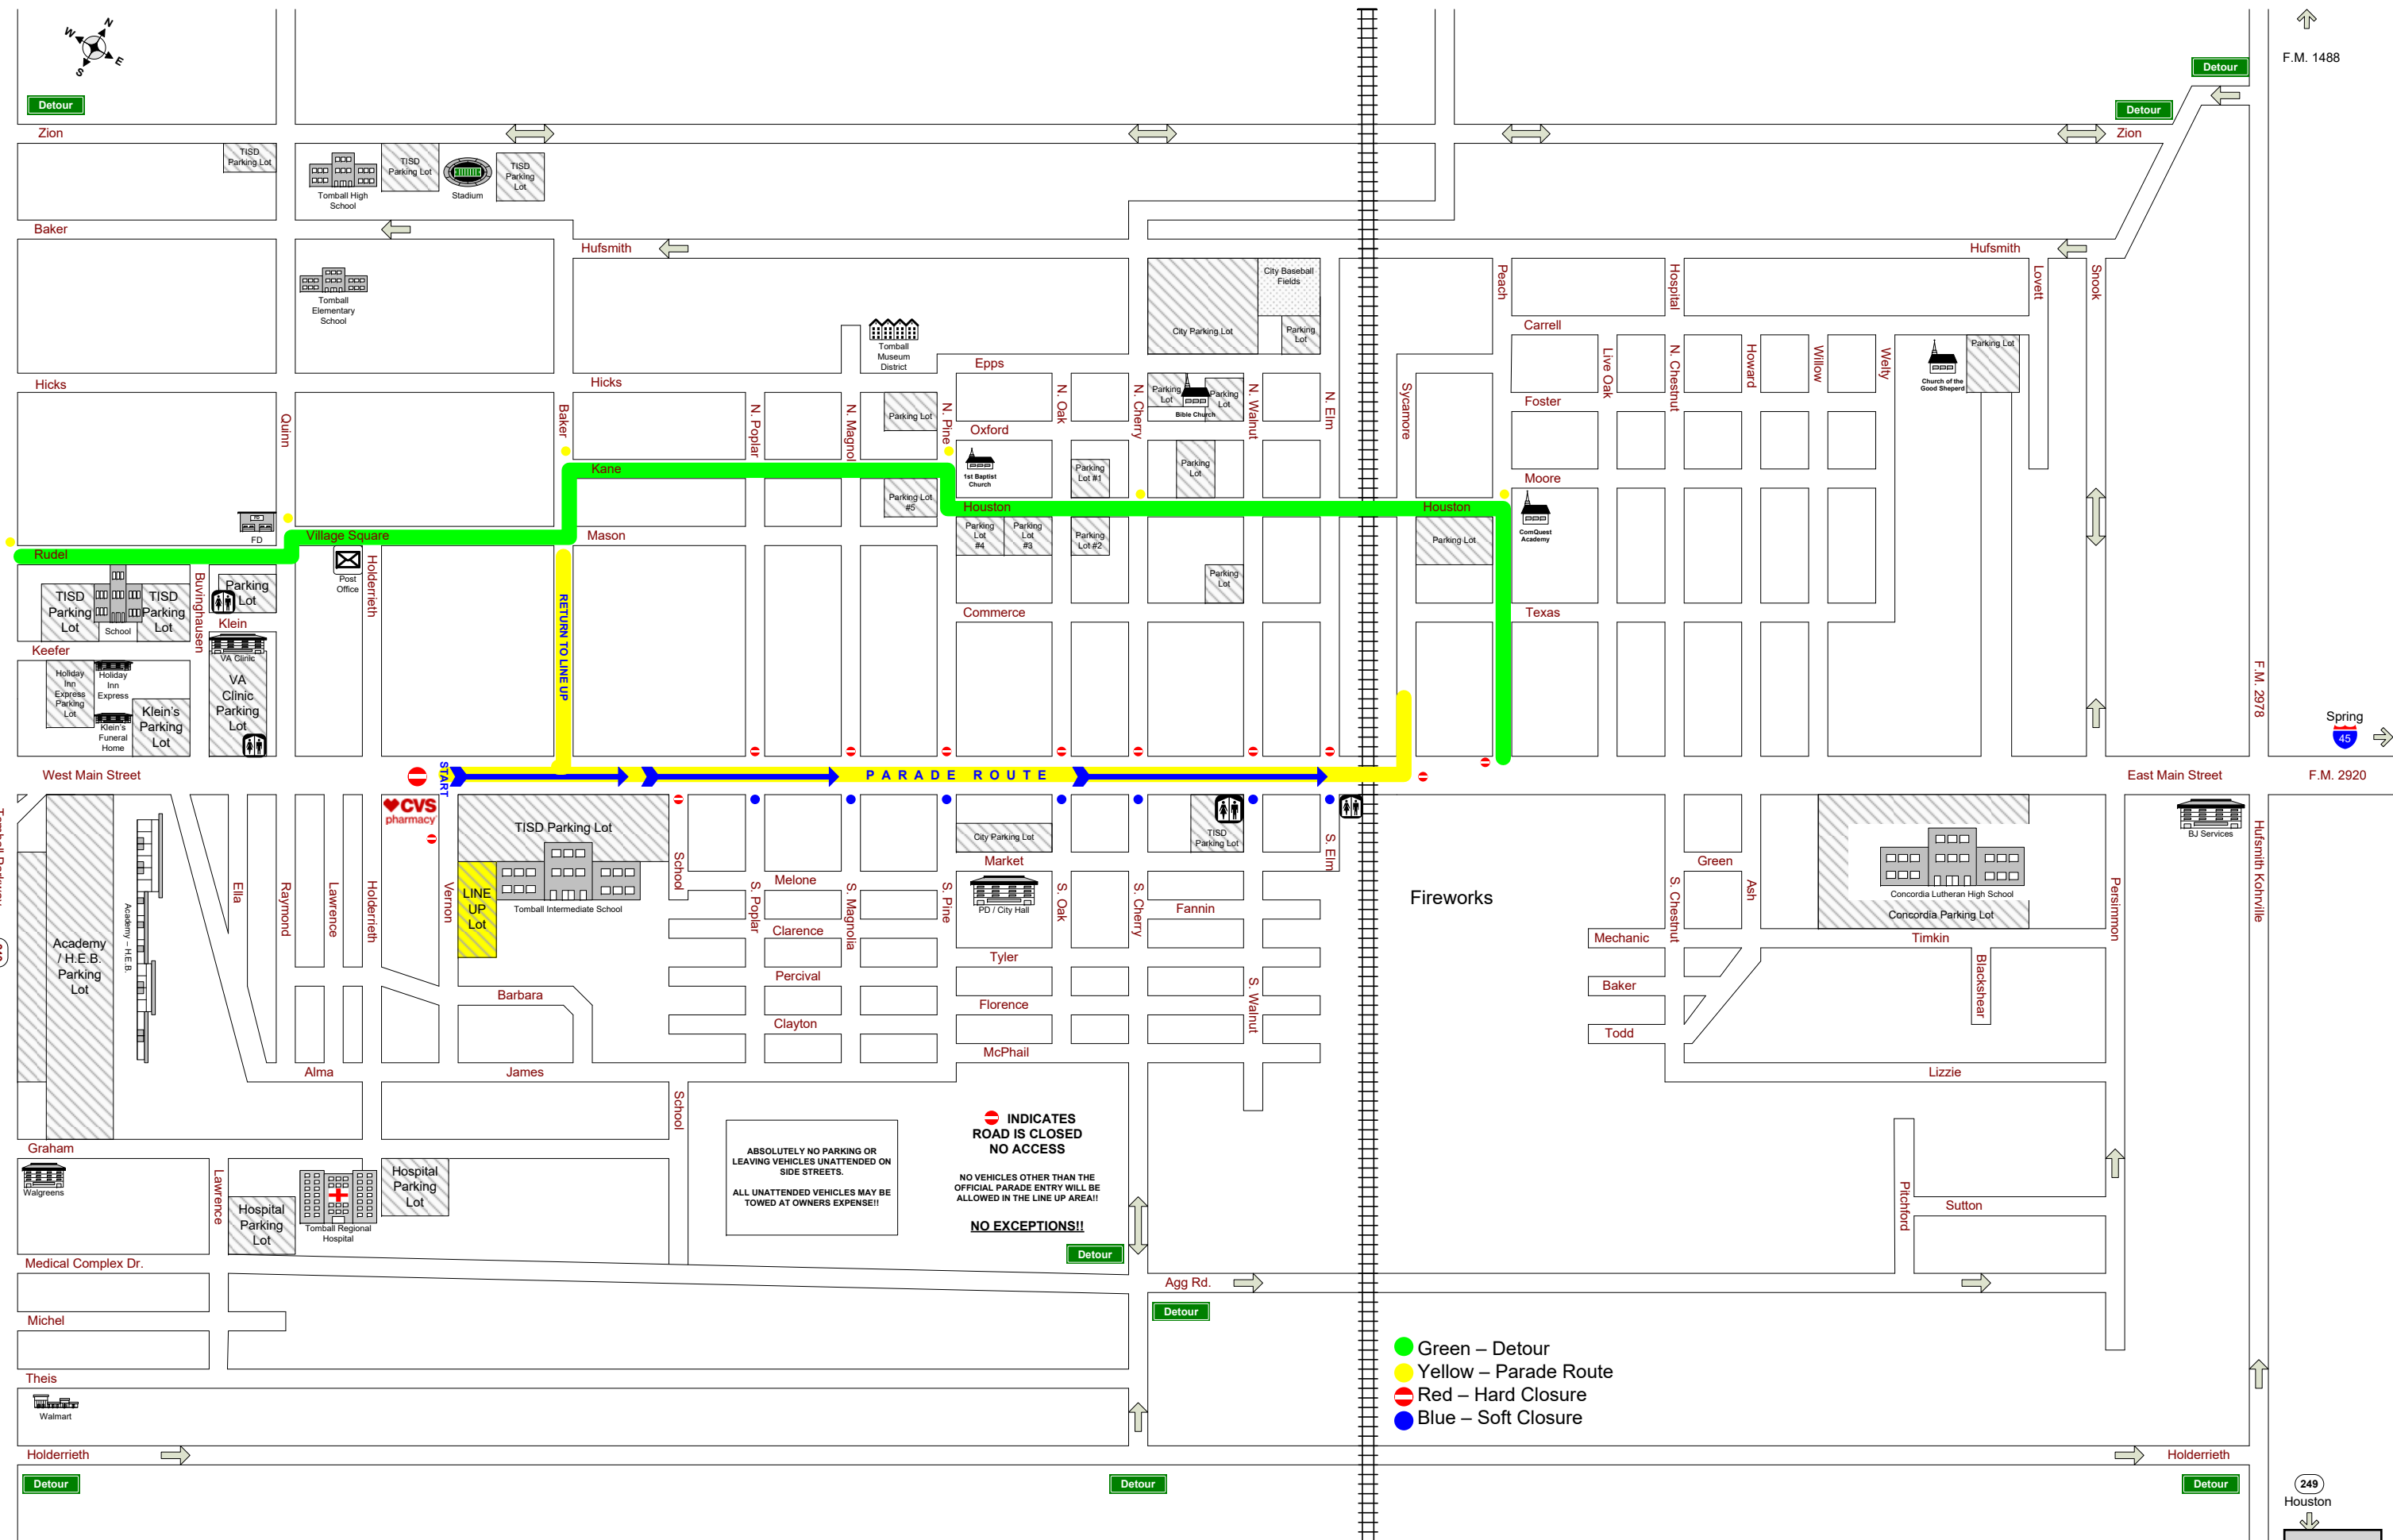 N
W
E
S
F.M. 1488
Detour
Detour
Detour
Zion
Zion
TISD
Parking Lot
Tomball High
School
TISD
Parking Lot
Stadium
TISD
Parking
Lot
Baker
Hufsmith
Hufsmith
Tomball
Elementary
School
City Baseball
Fields
City Parking Lot
Parking
Lot
Peach
Hospital
Lovett
Snook
Carrell
Tomball
Museum
District
Epps
Hicks
Hicks
Quinn
Baker
N. Poplar
N. Magnol
N. Pine
Parking Lot
N. Oak
N. Cherry
Parking
Lot
Parking
Lot
Bible Church
N. Walnut
N. Elm
Sycamore
Live Oak
N. Chestnut
Howard
Willow
Welty
Church of the
Good Sheperd
Parking Lot
Foster
Oxford
Kane
1st Baptist
Church
Parking
Lot #1
Parking
Lot
Moore
Parking Lot
#5
Houston
Houston
Parking
Lot
#4
Parking
Lot
#3
Parking
Lot #2
Parking Lot
ComQuest
Academy
FD
Village Square
Mason
Rudel
Post
Office
Holderrieth
Buvinghausen
TISD
Parking
Lot
School
TISD
Parking
Lot
Parking
Lot
Klein
Parking
Lot
Commerce
Texas
RETURN TO LINE UP
Keefer
VA Clinic
VA
Clinic
Parking
Lot
Holiday
Inn
Express
Parking
Lot
Holiday
Inn
Express
Klein's
Funeral
Home
Klein's
Parking
Lot
F.M. 2978
Spring
45
West Main Street
START
PARADE ROUTE
East Main Street
F.M. 2920
CVS
pharmacy
TISD Parking Lot
City Parking Lot
TISD
Parking Lot
BJ Services
Hufsmith Kohrville
Academy
/ H.E.B.
Parking
Lot
Academy – H.E.B.
Ella
Raymond
Lawrence
Holderrieth
Vernon
LINE
UP
Lot
Tomball Intermediate School
School
Melone
S. Poplar
S. Magnolia
S. Pine
Market
PD / City Hall
S. Oak
S. Cherry
Fannin
S. Walnut
S. Elm
Fireworks
Green
S. Chestnut
Ash
Concordia Lutheran High School
Concordia Parking Lot
Persimmon
Clarence
Mechanic
Timkin
Tyler
Percival
Baker
Blackshear
Barbara
Florence
Clayton
Todd
McPhail
Alma
James
Lizzie
School
Graham
Walgreens
Lawrence
Hospital
Parking
Lot
Tomball Regional
Hospital
Hospital
Parking
Lot
ABSOLUTELY NO PARKING OR
LEAVING VEHICLES UNATTENDED ON
SIDE STREETS.
ALL UNATTENDED VEHICLES MAY BE
TOWED AT OWNERS EXPENSE!!
INDICATES
ROAD IS CLOSED
NO ACCESS
NO VEHICLES OTHER THAN THE
OFFICIAL PARADE ENTRY WILL BE
ALLOWED IN THE LINE UP AREA!!
NO EXCEPTIONS!!
Pitchford
Sutton
Detour
Medical Complex Dr.
Agg Rd.
Detour
Michel
Green – Detour
Yellow – Parade Route
Red – Hard Closure
Blue – Soft Closure
Theis
Walmart
Holderrieth
Holderrieth
Detour
Detour
Detour
249
Houston